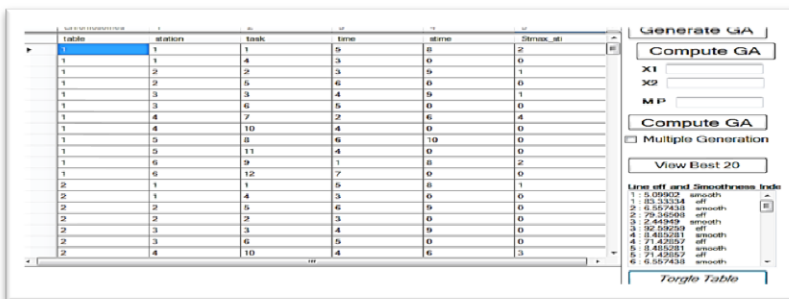 table station task time stime Stmax_sti
1 1 1 5 8 2
1 1 4 3 0 0
1 2 2 3 9 1
1 2 5 6 0 0
1 3 3 4 9 1
1 3 6 5 0 0
1 4 7 2 6 4
1 4 10 4 0 0
1 5 8 6 10 0
1 5 11 4 0 0
1 6 9 1 8 2
1 6 12 7 0 0
2 1 1 5 8 1
2 1 4 3 0 0
2 2 5 6 9 0
2 2 2 3 0 0
2 3 3 4 9 0
2 3 6 5 0 0
2 4 10 4 6 3
Generate GA
Compute GA
X1
X2
MP
Compute GA
Multiple Generation
View Best 20
Line eff and Smoothness Inde
1 : 5.09902 smooth
1 : 83.33334 eff
2 : 6.557438 smooth
2 : 79.36508 eff
3 : 2.44949 smooth
3 : 92.59259 eff
4 : 8.485281 smooth
4 : 71.42857 eff
5 : 8.485281 smooth
5 : 71.42857 eff
6 : 6.557438 smooth
Torgle Table